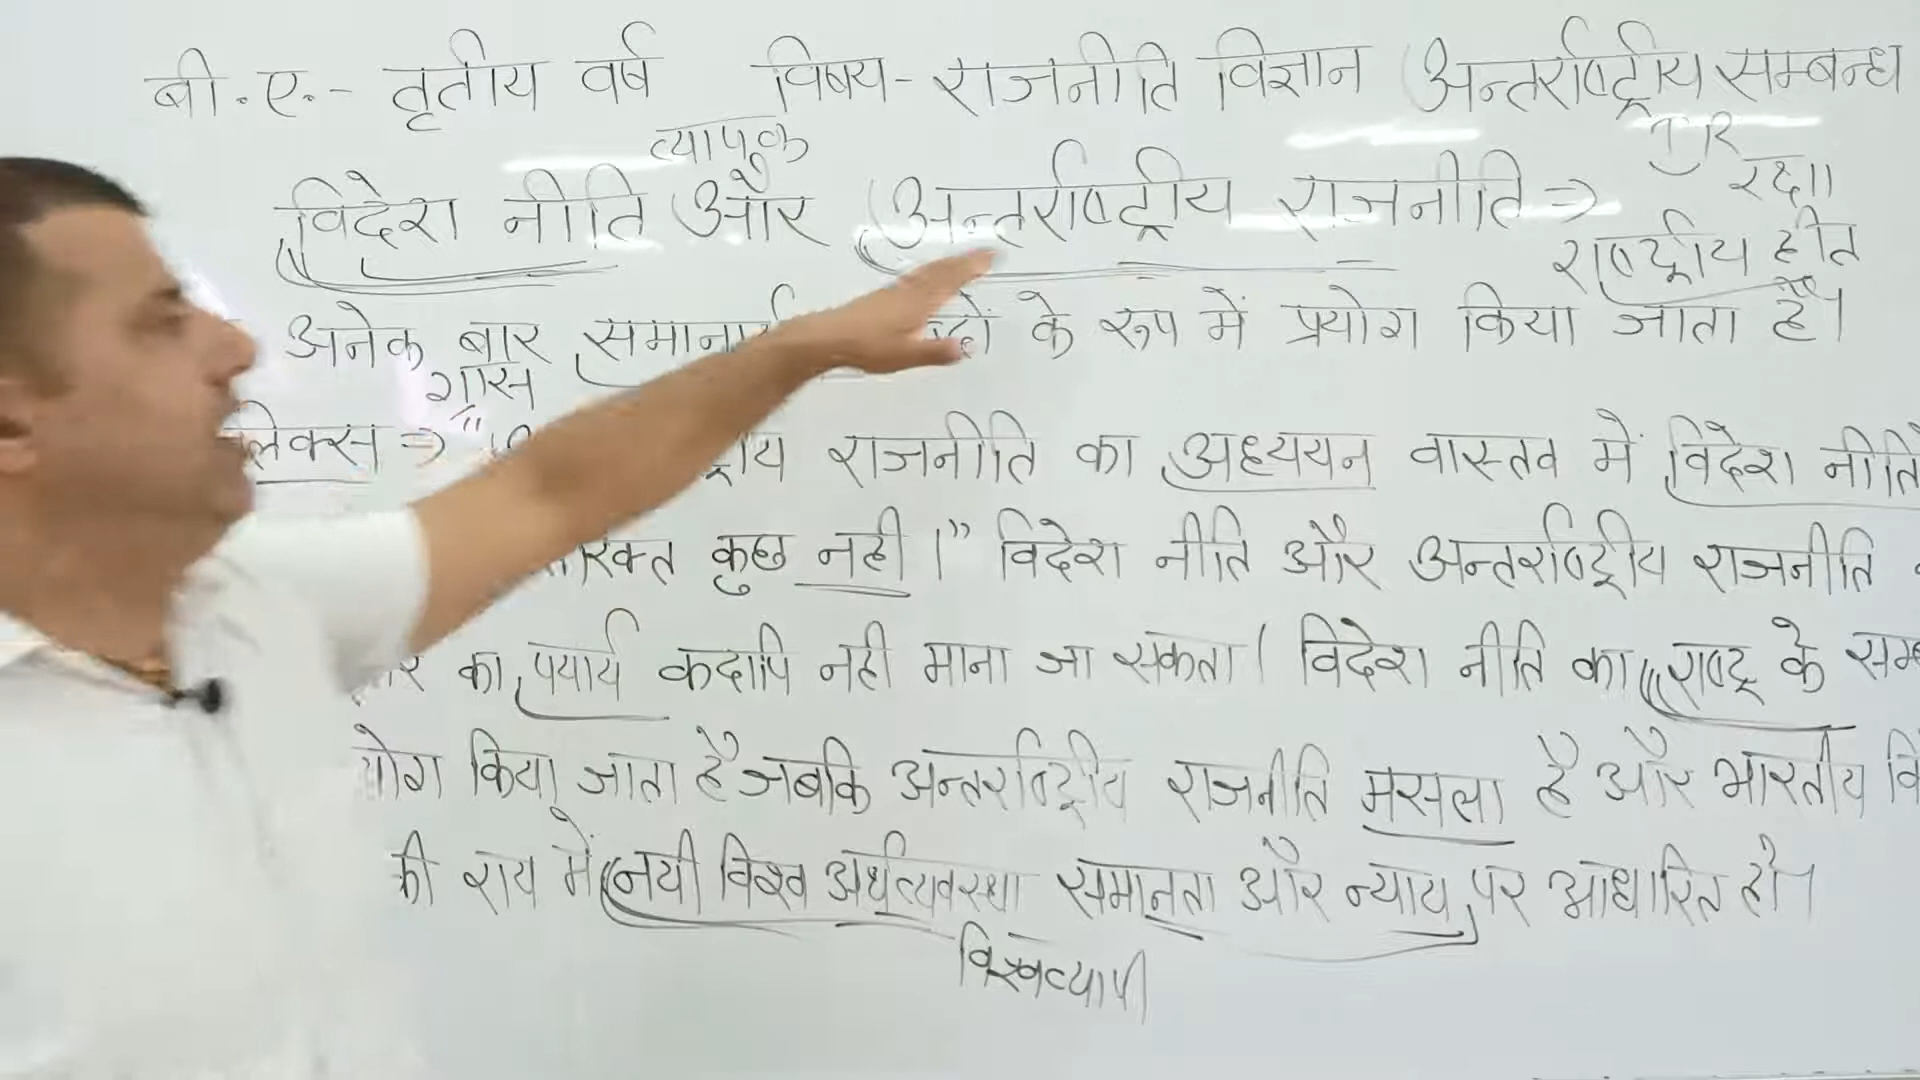 बी.ए.- तृतीय वर्ष विषय- राजनीति विज्ञान (अन्तर्राष्ट्रीय सम्बन्ध
व्यापक
रक्षा
विदेश नीति और अन्तर्राष्ट्रीय राजनीति ⇒
राष्ट्रीय हीत
अनेक बार के रूप में प्रयोग किया जाता है।
ग्रास
लिक्स ⇒ " राजनीति का अध्ययन वास्तव में विदेश नीति
कुछ नही।" विदेश नीति और अन्तर्राष्ट्रीय राजनीति
का पर्याय कदापि नही माना जा सकता। विदेश नीति का राष्ट्र के
किया जाता है जबकि अन्तर्राष्ट्रीय राजनीति मसला है और भारतीय
की राय में नयी विश्व अर्थव्यवस्था समानता और न्याय पर आधारित हो।
विश्वव्यापी